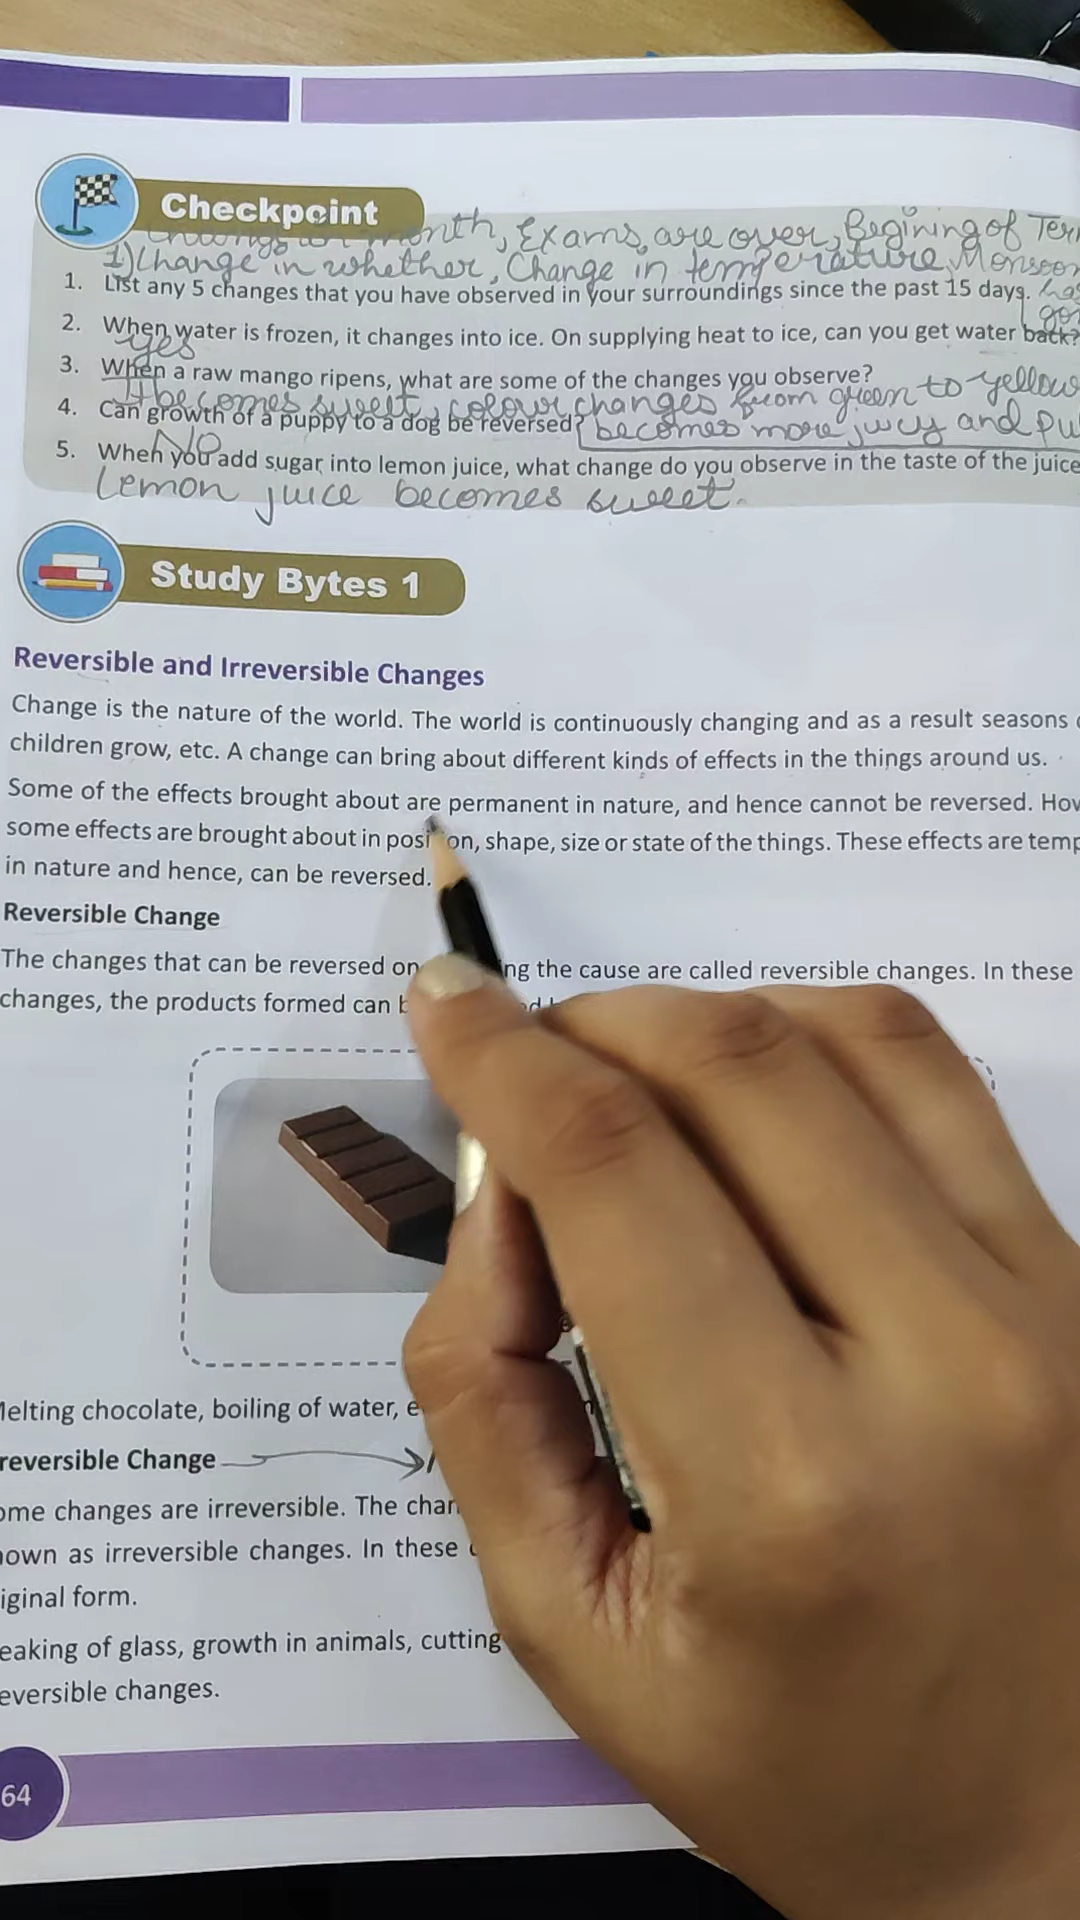 Checkpoint
month, Exams are over, Begining of Ter
1) Change in whether, Change in temperature, Monsoon
1. List any 5 changes that you have observed in your surroundings since the past 15 days. ha
go
2. When water is frozen, it changes into ice. On supplying heat to ice, can you get water back?
yes
3. When a raw mango ripens, what are some of the changes you observe?
It becomes sweet, colour changes from green to yellow
4. Can growth of a puppy to a dog be reversed? becomes more juicy and pu
No
5. When you add sugar into lemon juice, what change do you observe in the taste of the juice
Lemon juice becomes sweet.
Study Bytes 1
Reversible and Irreversible Changes
Change is the nature of the world. The world is continuously changing and as a result seasons
children grow, etc. A change can bring about different kinds of effects in the things around us.
Some of the effects brought about are permanent in nature, and hence cannot be reversed. How
some effects are brought about in position, shape, size or state of the things. These effects are temp
in nature and hence, can be reversed.
Reversible Change
The changes that can be reversed on ing the cause are called reversible changes. In these
changes, the products formed can b
Melting chocolate, boiling of water, e
reversible Change
ome changes are irreversible. The chan
nown as irreversible changes. In these
iginal form.
eaking of glass, growth in animals, cutting
eversible changes.
64